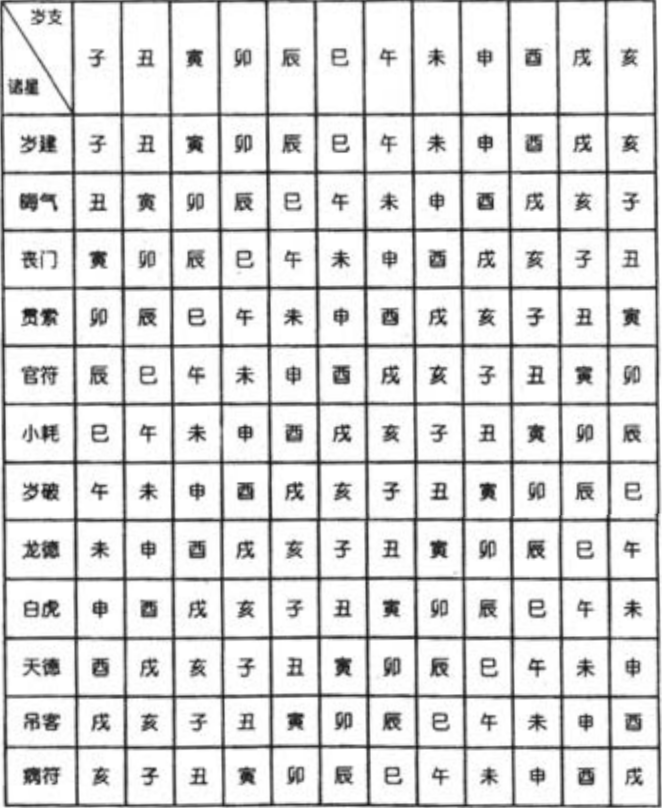 岁支
诸星
子 丑 寅 卯 辰 巳 午 未 申 酉 戌 亥
岁建 子 丑 寅 卯 辰 巳 午 未 申 酉 戌 亥
晦气 丑 寅 卯 辰 巳 午 未 申 酉 戌 亥 子
丧门 寅 卯 辰 巳 午 未 申 酉 戌 亥 子 丑
贯索 卯 辰 巳 午 未 申 酉 戌 亥 子 丑 寅
官符 辰 巳 午 未 申 酉 戌 亥 子 丑 寅 卯
小耗 巳 午 未 申 酉 戌 亥 子 丑 寅 卯 辰
岁破 午 未 申 酉 戌 亥 子 丑 寅 卯 辰 巳
龙德 未 申 酉 戌 亥 子 丑 寅 卯 辰 巳 午
白虎 申 酉 戌 亥 子 丑 寅 卯 辰 巳 午 未
天德 酉 戌 亥 子 丑 寅 卯 辰 巳 午 未 申
吊客 戌 亥 子 丑 寅 卯 辰 巳 午 未 申 酉
病符 亥 子 丑 寅 卯 辰 巳 午 未 申 酉 戌